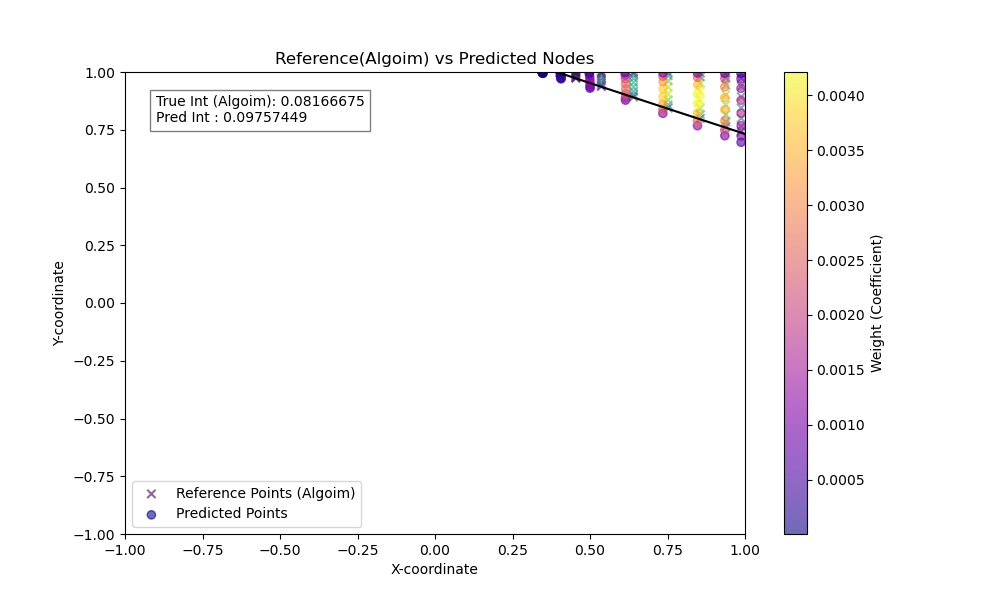 Reference(Algoim) vs Predicted Nodes
True Int (Algoim): 0.08166675
Pred Int : 0.09757449
1.00
0.75
0.50
0.25
0.00
−0.25
−0.50
−0.75
−1.00
Y-coordinate
Reference Points (Algoim)
Predicted Points
−1.00 −0.75 −0.50 −0.25 0.00 0.25 0.50 0.75 1.00
X-coordinate
0.0040
0.0035
0.0030
0.0025
0.0020
0.0015
0.0010
0.0005
Weight (Coefficient)